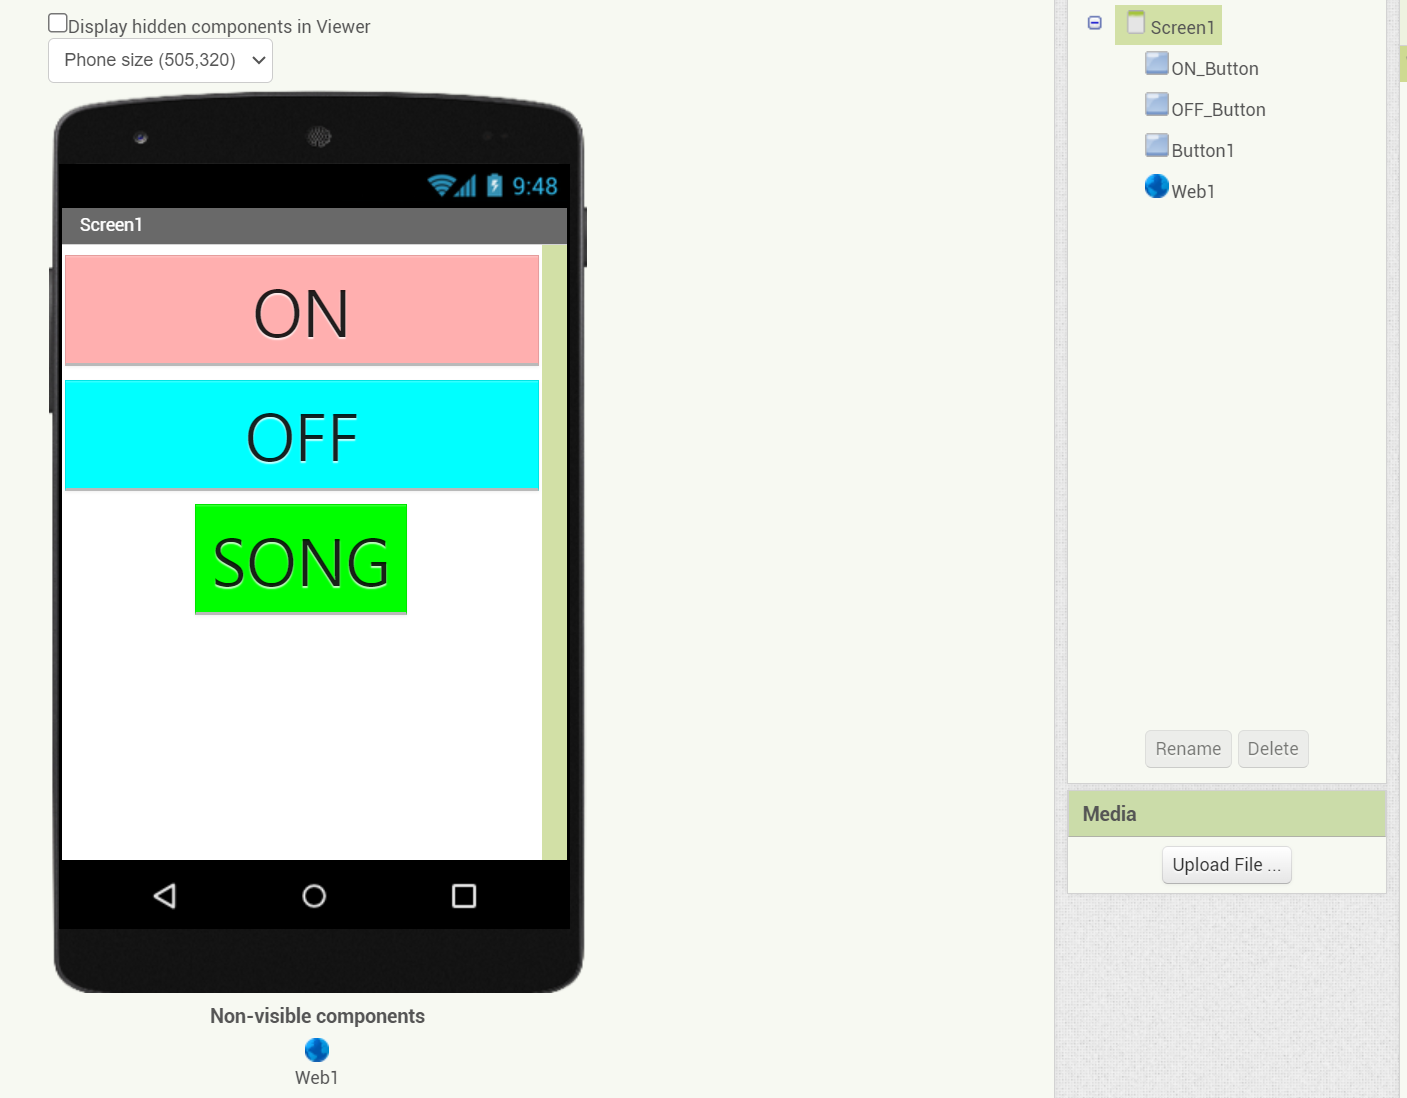 Display hidden components in Viewer
Phone size (505,320)
9:48
Screen1
ON
OFF
SONG
Non-visible components
Web1
Screen1
ON_Button
OFF_Button
Button1
Web1
Rename Delete
Media
Upload File ...